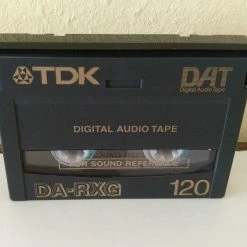 TDK
DAT
Digital Audio Tape
DIGITAL AUDIO TAPE
FOR SOUND REFERENCE
DA-RXG 120